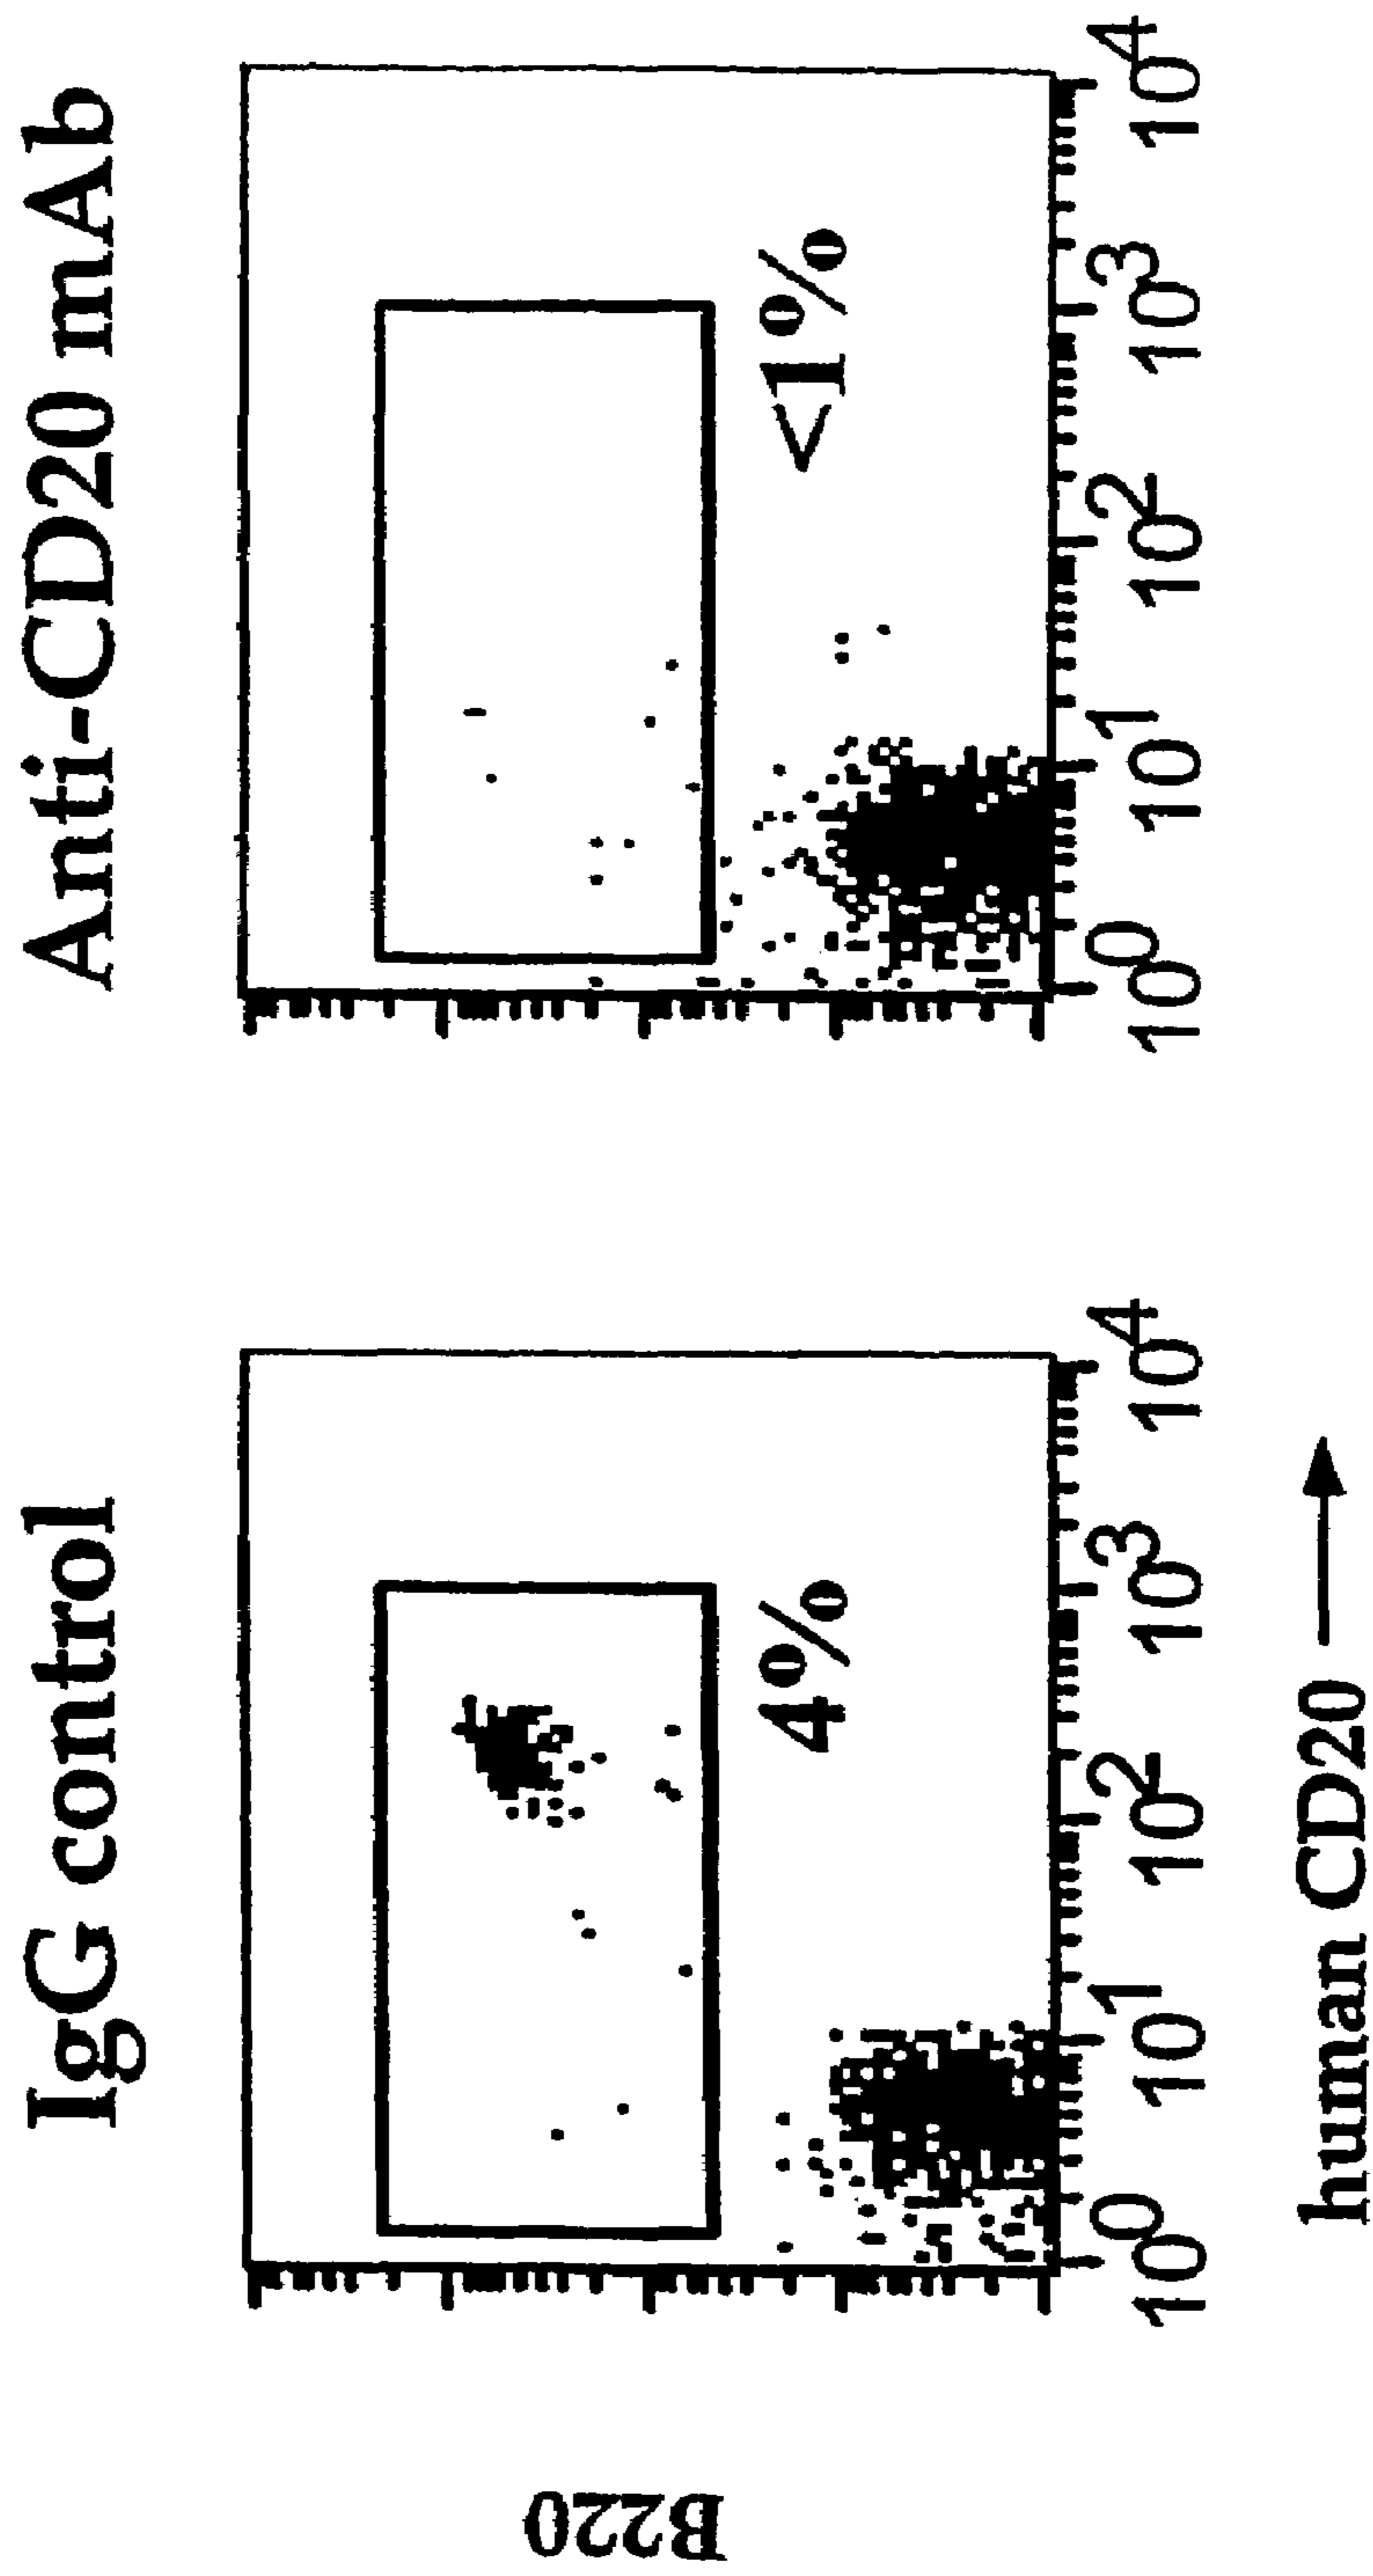 IgG control
Anti-CD20 mAb
B220
4%
<1%
10^0 10^1 10^2 10^3 10^4
10^0 10^1 10^2 10^3 10^4
human CD20 →